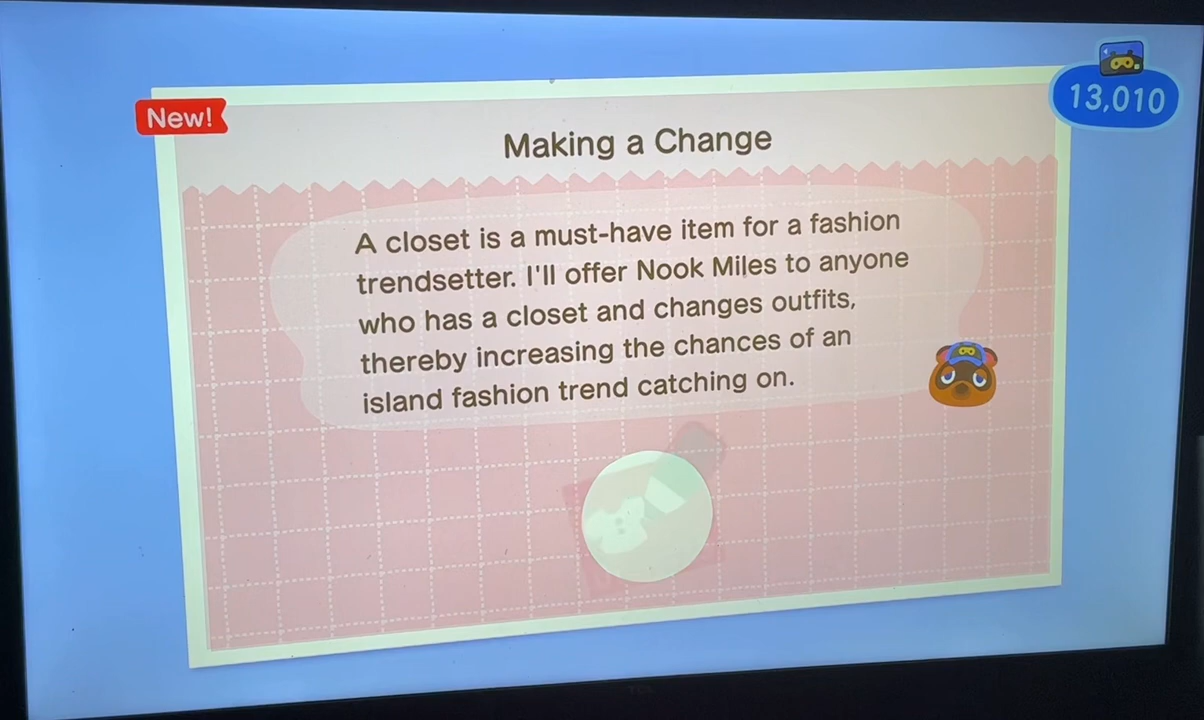 New!
13,010
Making a Change
A closet is a must-have item for a fashion
trendsetter. I'll offer Nook Miles to anyone
who has a closet and changes outfits,
thereby increasing the chances of an
island fashion trend catching on.